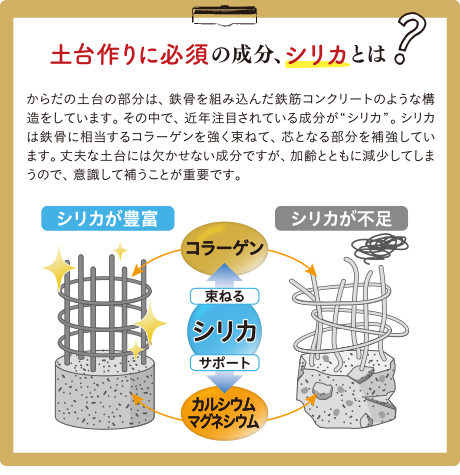 土台作りに必須の成分、シリカとは?
からだの土台の部分は、鉄骨を組み込んだ鉄筋コンクリートのような構
造をしています。その中で、近年注目されている成分が“シリカ”。シリカ
は鉄骨に相当するコラーゲンを強く束ねて、芯となる部分を補強してい
ます。丈夫な土台には欠かせない成分ですが、加齢とともに減少してしま
うので、意識して補うことが重要です。
シリカが豊富
シリカが不足
コラーゲン
束ねる
シリカ
サポート
カルシウム
マグネシウム